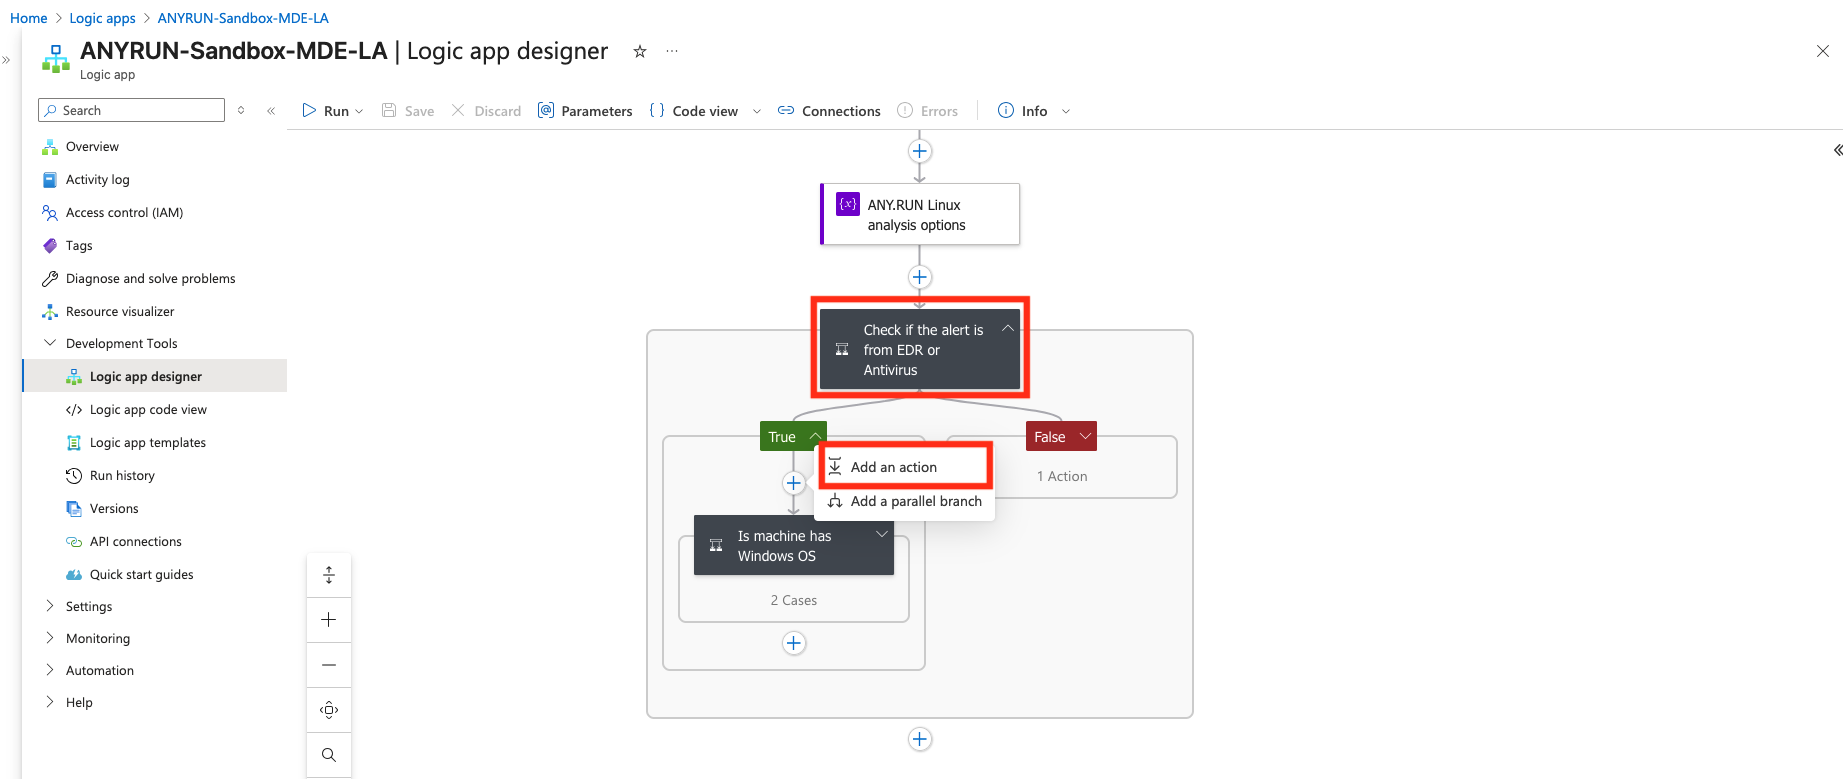 Home > Logic apps > ANYRUN-Sandbox-MDE-LA
ANYRUN-Sandbox-MDE-LA | Logic app designer
Logic app
Search
Run
Save
Discard
Parameters
Code view
Connections
Errors
Info
Overview
Activity log
Access control (IAM)
Tags
Diagnose and solve problems
Resource visualizer
Development Tools
Logic app designer
Logic app code view
Logic app templates
Run history
Versions
API connections
Quick start guides
Settings
Monitoring
Automation
Help
ANY.RUN Linux
analysis options
Check if the alert is
from EDR or
Antivirus
True
False
Add an action
1 Action
Add a parallel branch
Is machine has
Windows OS
2 Cases